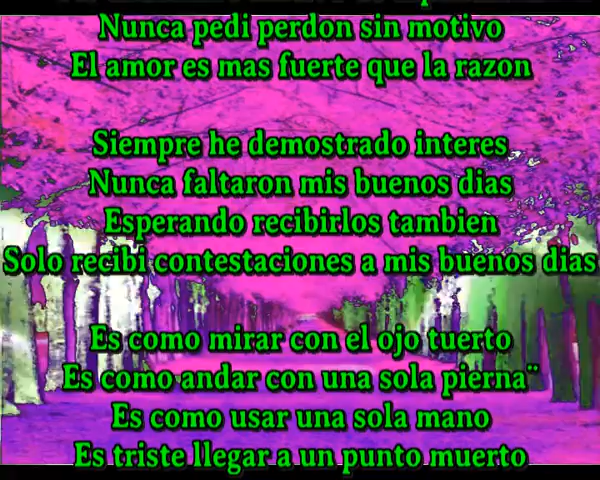 Nunca pedi perdon sin motivo
El amor es mas fuerte que la razon
Siempre he demostrado interes
Nunca faltaron mis buenos dias
Esperando recibirlos tambien
Solo recibi contestaciones a mis buenos dias
Es como mirar con el ojo tuerto
Es como andar con una sola pierna¨
Es como usar una sola mano
Es triste llegar a un punto muerto